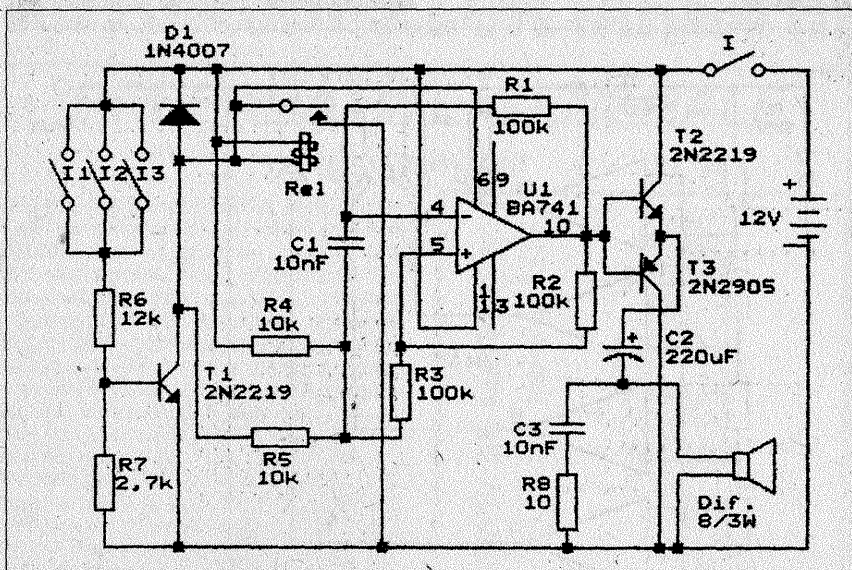 D1
1N4007
I
R1
100k
T2
2N2219
I1 I2 I3
Rel
6 9
U1
BA741
10
4
5
+
12V
C1
10nF
R2
100k
T3
2N2905
1
13
R6
12k
R4
10k
C2
220uF
T1
2N2219
R3
100k
R5
10k
C3
10nF
R7
2,7k
R8
10
Dif.
8/3W